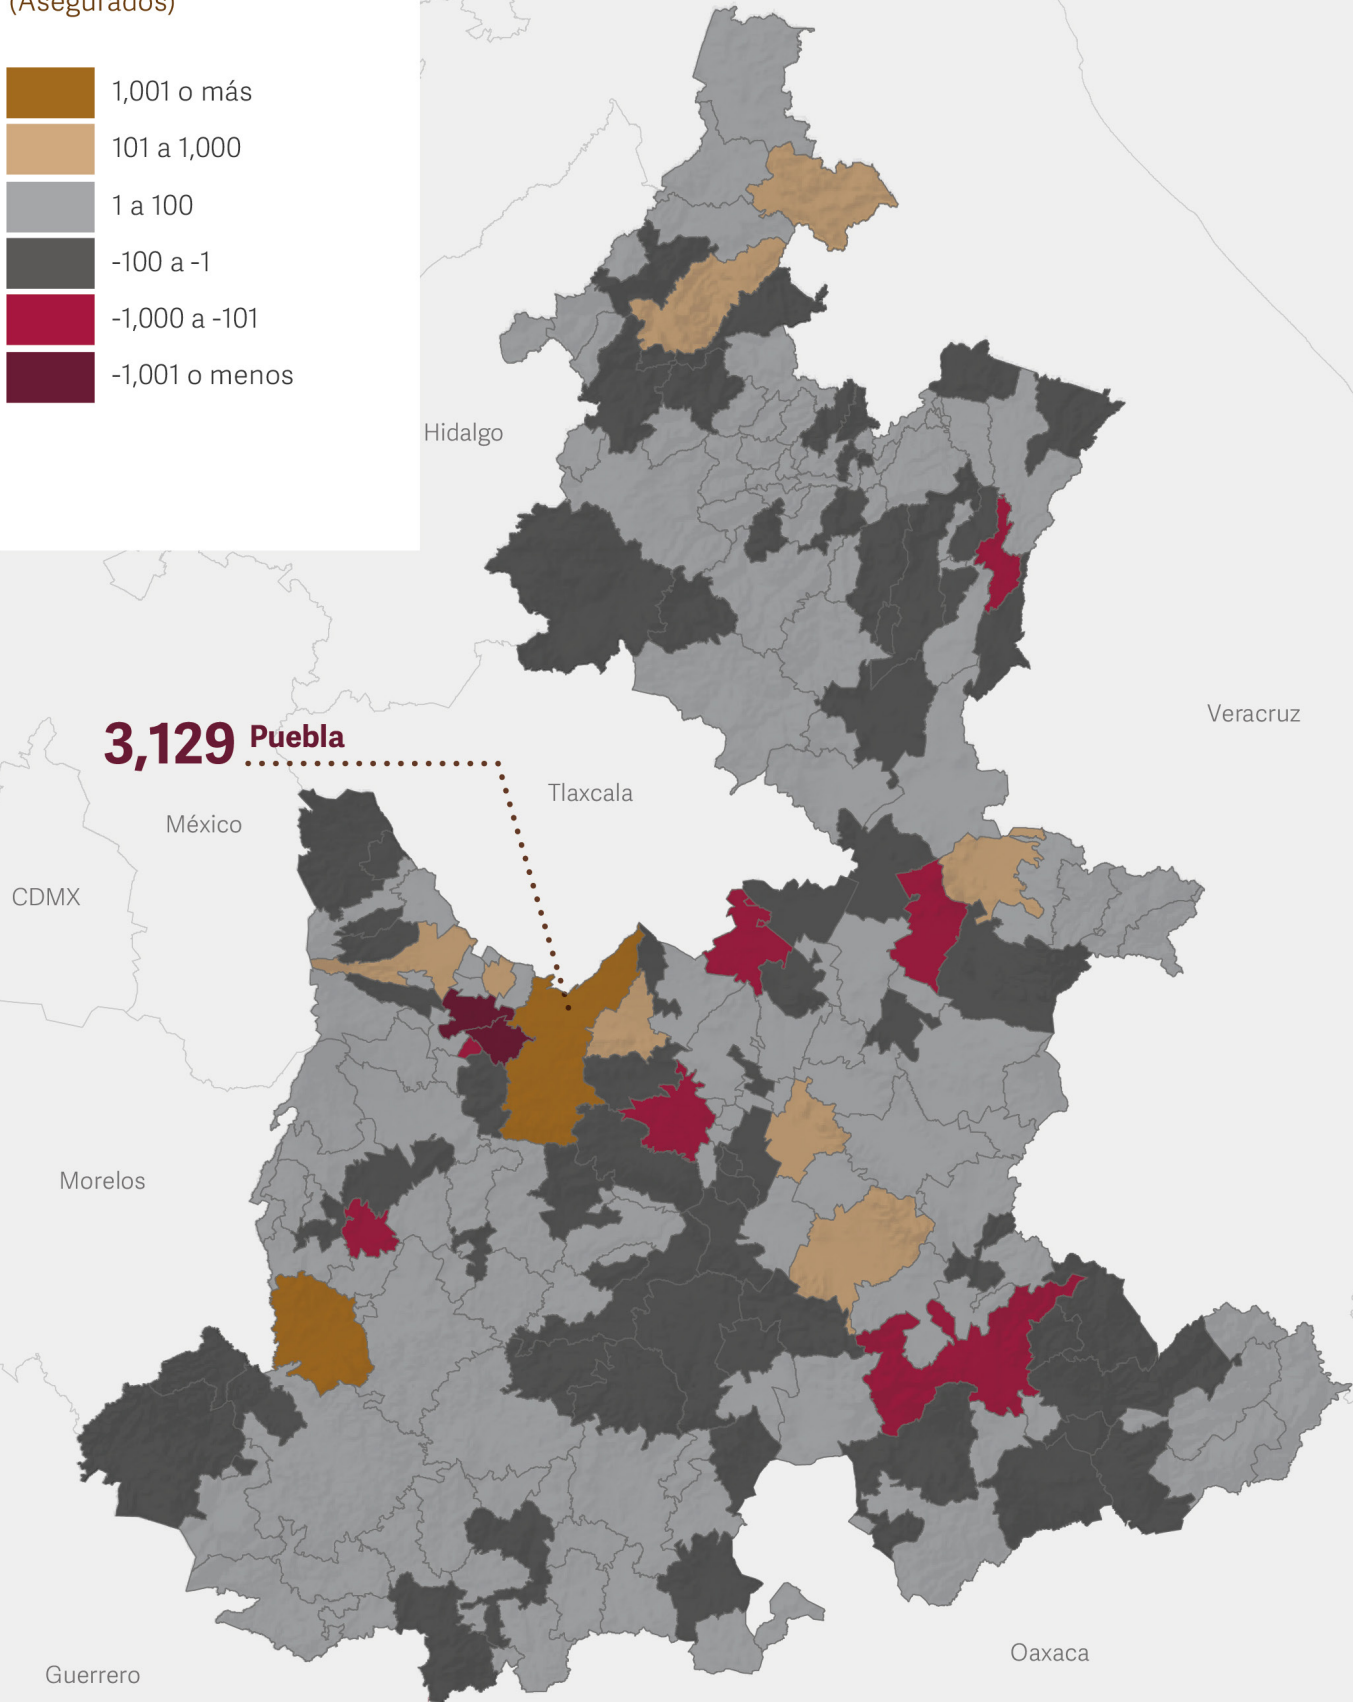 (Asegurados)
1,001 o más
101 a 1,000
1 a 100
-100 a -1
-1,000 a -101
-1,001 o menos
Hidalgo
Veracruz
3,129 Puebla
Tlaxcala
México
CDMX
Morelos
Oaxaca
Guerrero